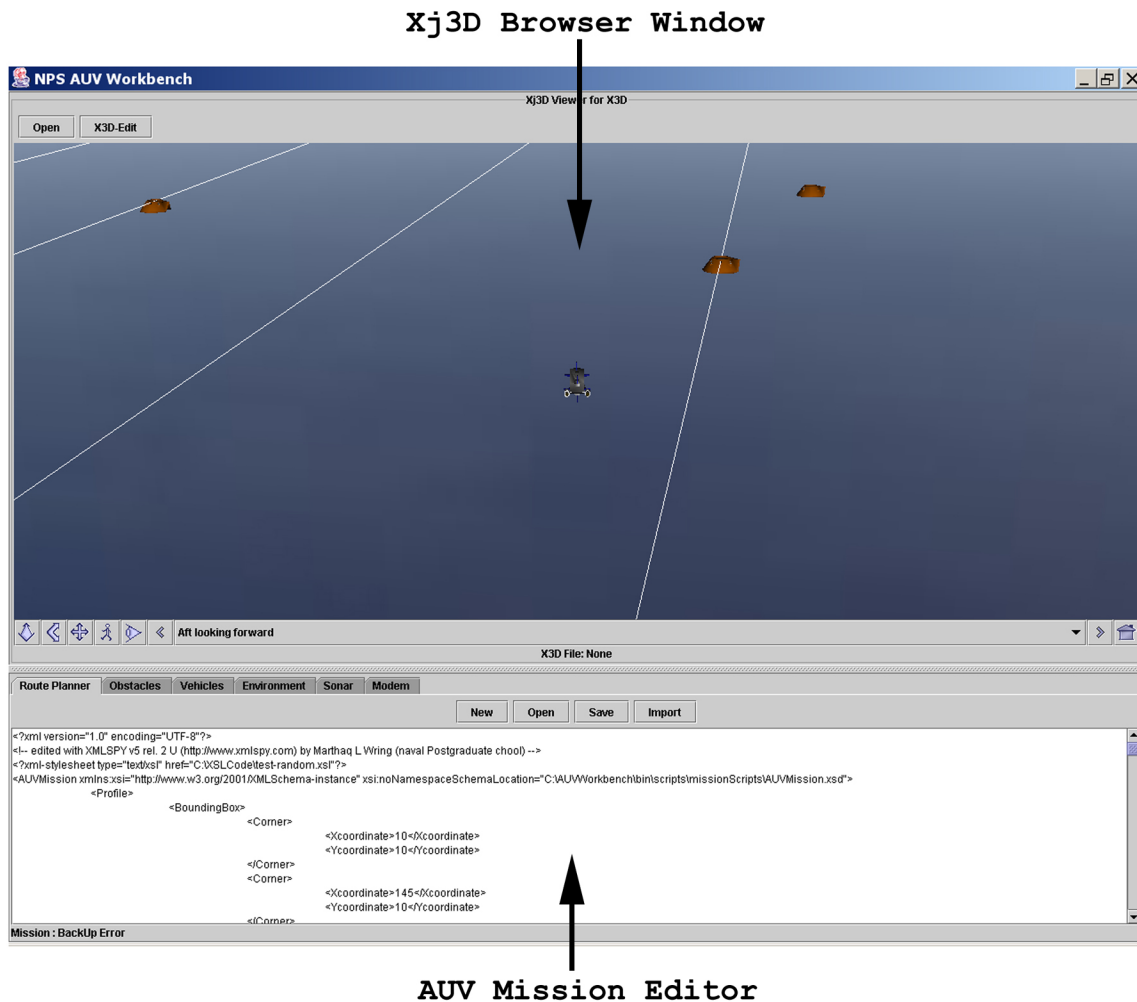 Xj3D Browser Window
NPS AUV Workbench
Xj3D Viewer for X3D
Open X3D-Edit
Aft looking forward
X3D File: None
Route Planner Obstacles Vehicles Environment Sonar Modem
New Open Save Import
<?xml version="1.0" encoding="UTF-8"?>
<!-- edited with XMLSPY v5 rel. 2 U (http://www.xmlspy.com) by Marthaq L Wring (naval Postgraduate chool) -->
<?xml-stylesheet type="text/xsl" href="C:\XSLCode\test-random.xsl"?>
<AUVMission xmlns:xsi="http://www.w3.org/2001/XMLSchema-instance" xsi:noNamespaceSchemaLocation="C:\AUVWorkbench\bin\scripts\missionScripts\AUVMission.xsd">
<Profile>
<BoundingBox>
<Corner>
<Xcoordinate>10</Xcoordinate>
<Ycoordinate>10</Ycoordinate>
</Corner>
<Corner>
<Xcoordinate>145</Xcoordinate>
<Ycoordinate>10</Ycoordinate>
</Corner>
Mission : BackUp Error
AUV Mission Editor